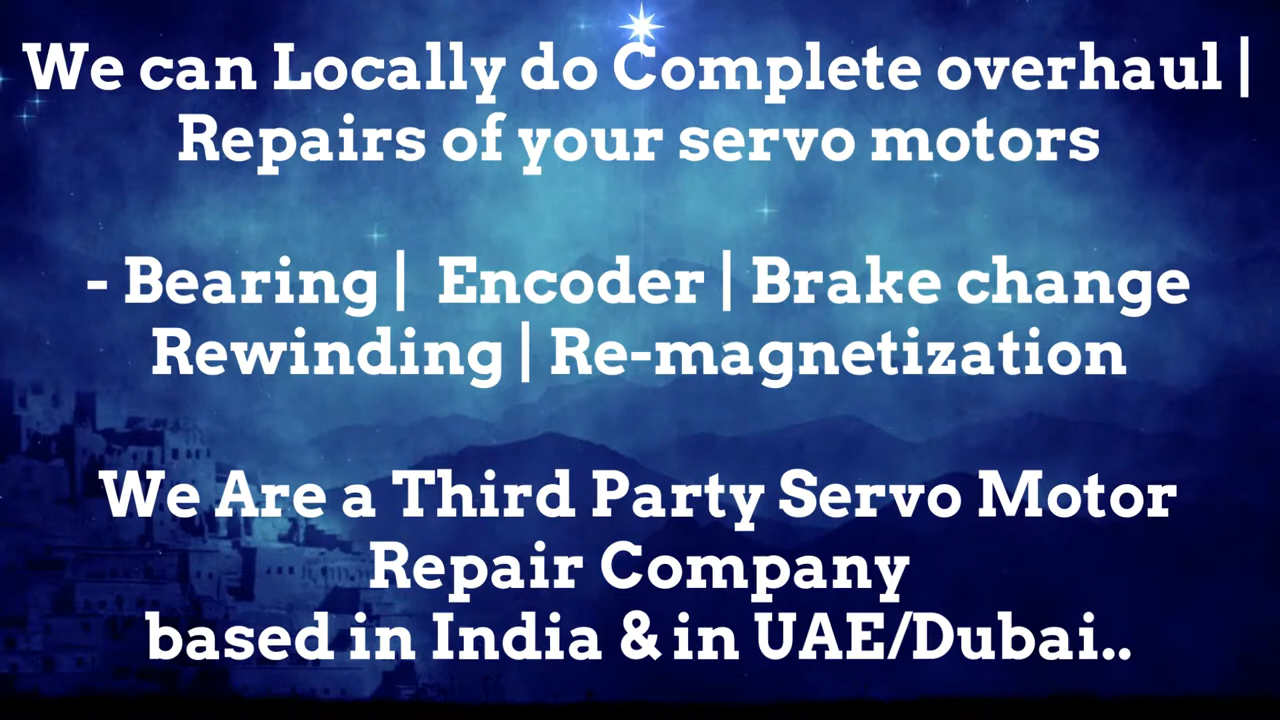 We can Locally do Complete overhaul |
Repairs of your servo motors
- Bearing | Encoder | Brake change
Rewinding | Re-magnetization
We Are a Third Party Servo Motor
Repair Company
based in India & in UAE/Dubai..